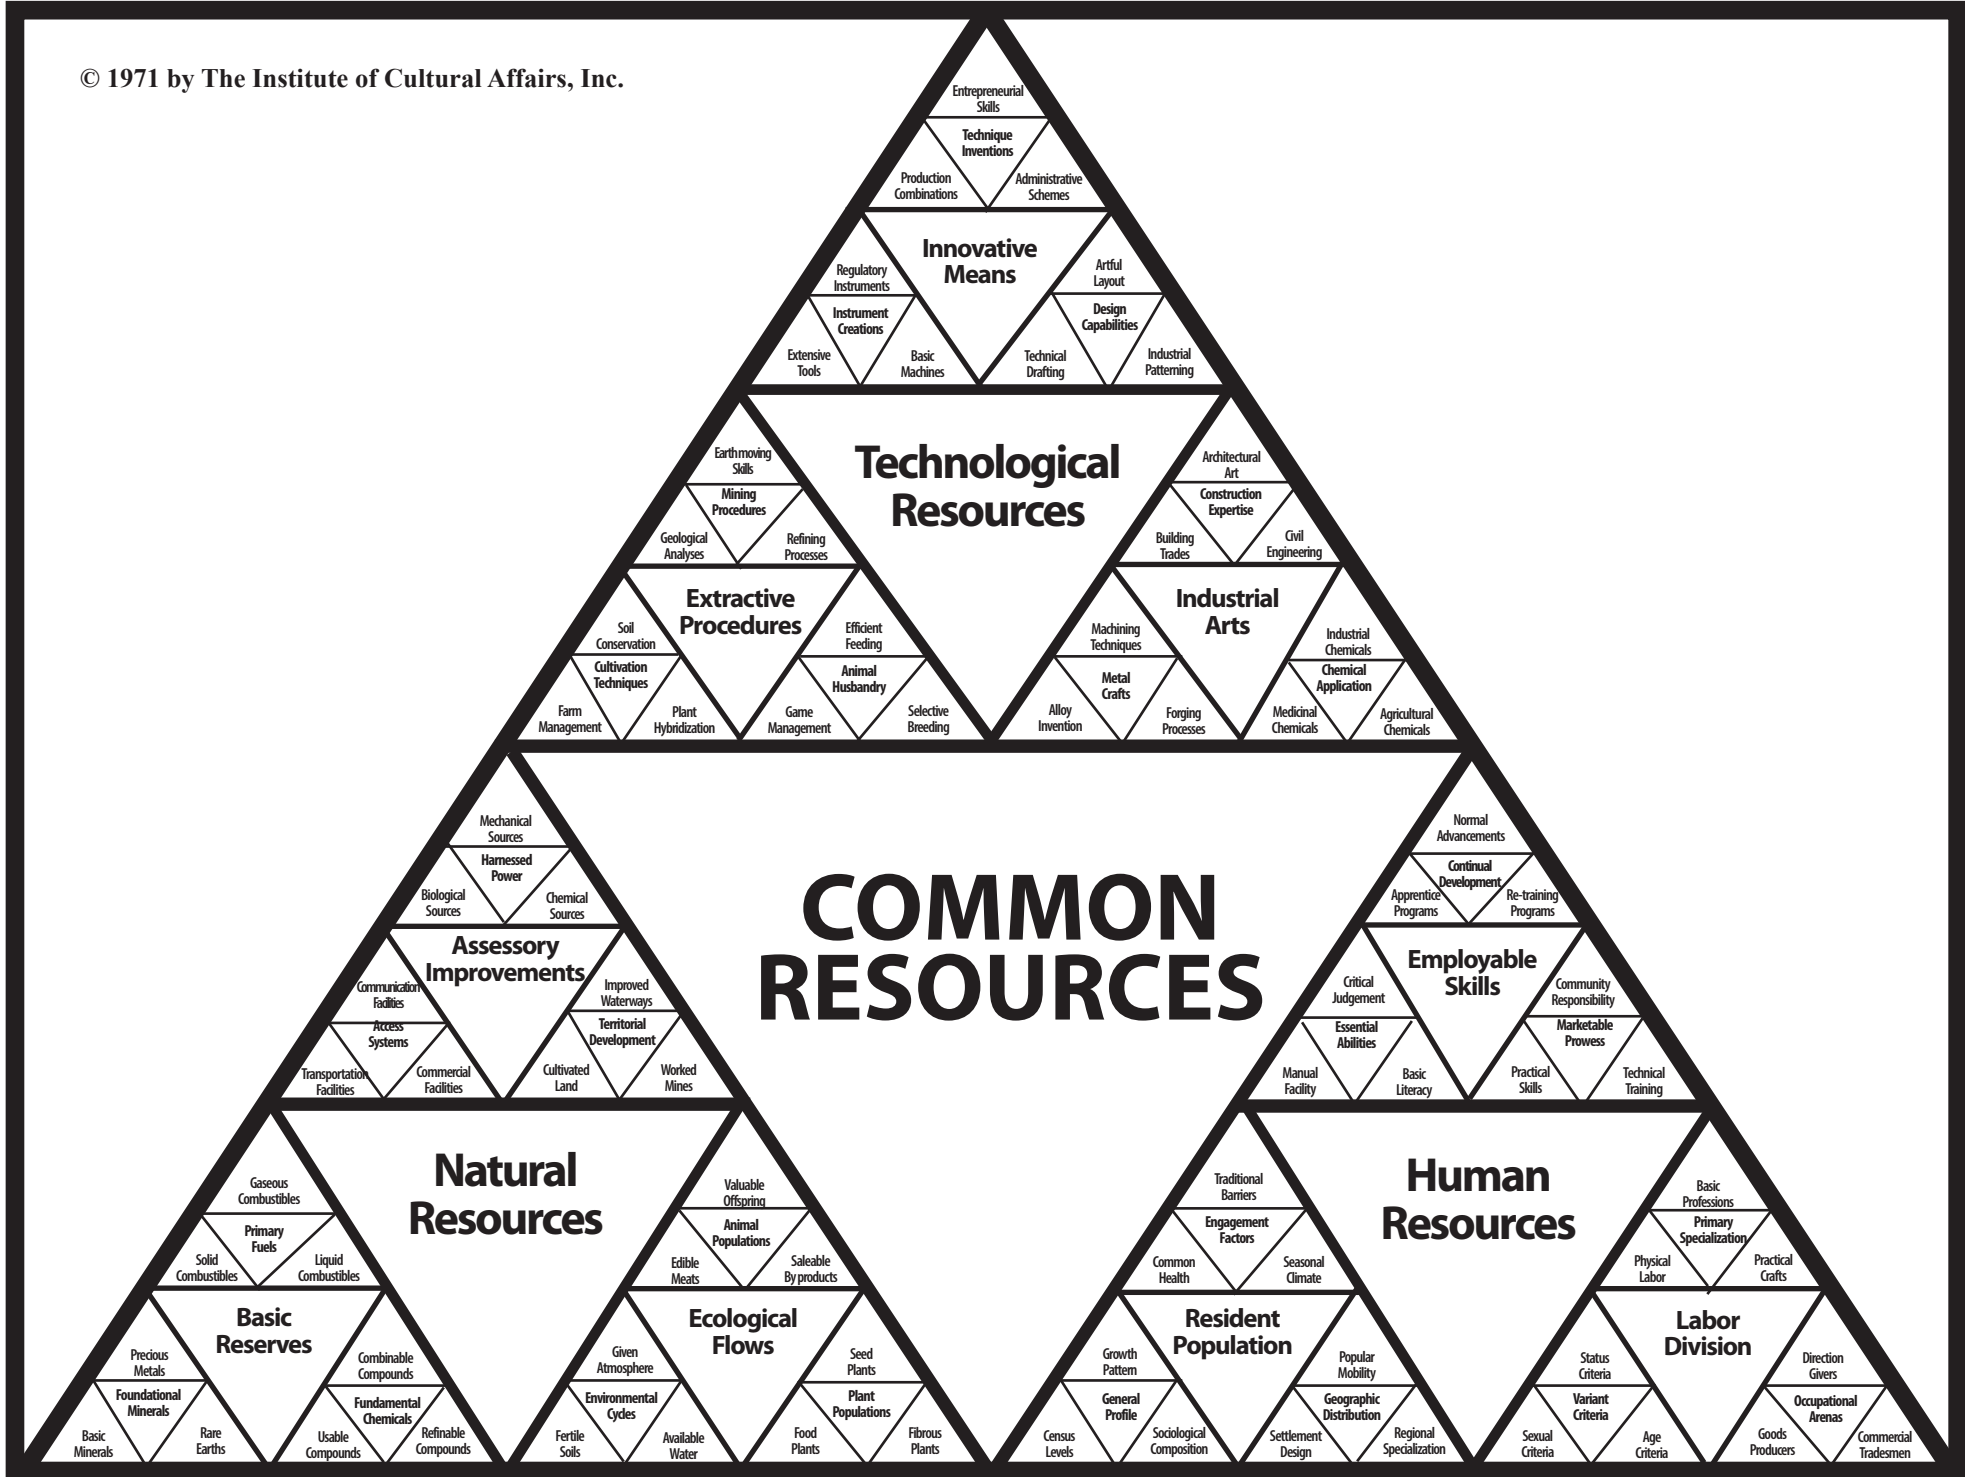 © 1971 by The Institute of Cultural Affairs, Inc.
Entrepreneurial
Skills
Technique
Inventions
Production
Combinations
Administrative
Schemes
Innovative
Means
Regulatory
Instruments
Instrument
Creations
Extensive
Tools
Basic
Machines
Artful
Layout
Design
Capabilities
Technical
Drafting
Industrial
Patterning
Technological
Resources
Earthmoving
Skills
Mining
Procedures
Geological
Analyses
Refining
Processes
Extractive
Procedures
Soil
Conservation
Cultivation
Techniques
Farm
Management
Plant
Hybridization
Efficient
Feeding
Animal
Husbandry
Game
Management
Selective
Breeding
Architectural
Art
Construction
Expertise
Building
Trades
Civil
Engineering
Industrial
Arts
Machining
Techniques
Metal
Crafts
Alloy
Invention
Forging
Processes
Industrial
Chemicals
Chemical
Application
Medicinal
Chemicals
Agricultural
Chemicals
COMMON
RESOURCES
Mechanical
Sources
Harnessed
Power
Biological
Sources
Chemical
Sources
Assessory
Improvements
Communication
Facilities
Access
Systems
Transportation
Facilities
Commercial
Facilities
Improved
Waterways
Territorial
Development
Cultivated
Land
Worked
Mines
Natural
Resources
Gaseous
Combustibles
Primary
Fuels
Solid
Combustibles
Liquid
Combustibles
Basic
Reserves
Precious
Metals
Foundational
Minerals
Basic
Minerals
Rare
Earths
Combinable
Compounds
Fundamental
Chemicals
Usable
Compounds
Refinable
Compounds
Valuable
Offspring
Animal
Populations
Edible
Meats
Saleable
By products
Ecological
Flows
Given
Atmosphere
Environmental
Cycles
Fertile
Soils
Available
Water
Seed
Plants
Plant
Populations
Food
Plants
Fibrous
Plants
Normal
Advancements
Continual
Development
Apprentice
Programs
Re-training
Programs
Employable
Skills
Critical
Judgement
Essential
Abilities
Manual
Facility
Basic
Literacy
Community
Responsibility
Marketable
Prowess
Practical
Skills
Technical
Training
Human
Resources
Traditional
Barriers
Engagement
Factors
Common
Health
Seasonal
Climate
Resident
Population
Growth
Pattern
General
Profile
Census
Levels
Sociological
Composition
Popular
Mobility
Geographic
Distribution
Settlement
Design
Regional
Specialization
Basic
Professions
Primary
Specialization
Physical
Labor
Practical
Crafts
Labor
Division
Status
Criteria
Variant
Criteria
Sexual
Criteria
Age
Criteria
Direction
Givers
Occupational
Arenas
Goods
Producers
Commercial
Tradesmen